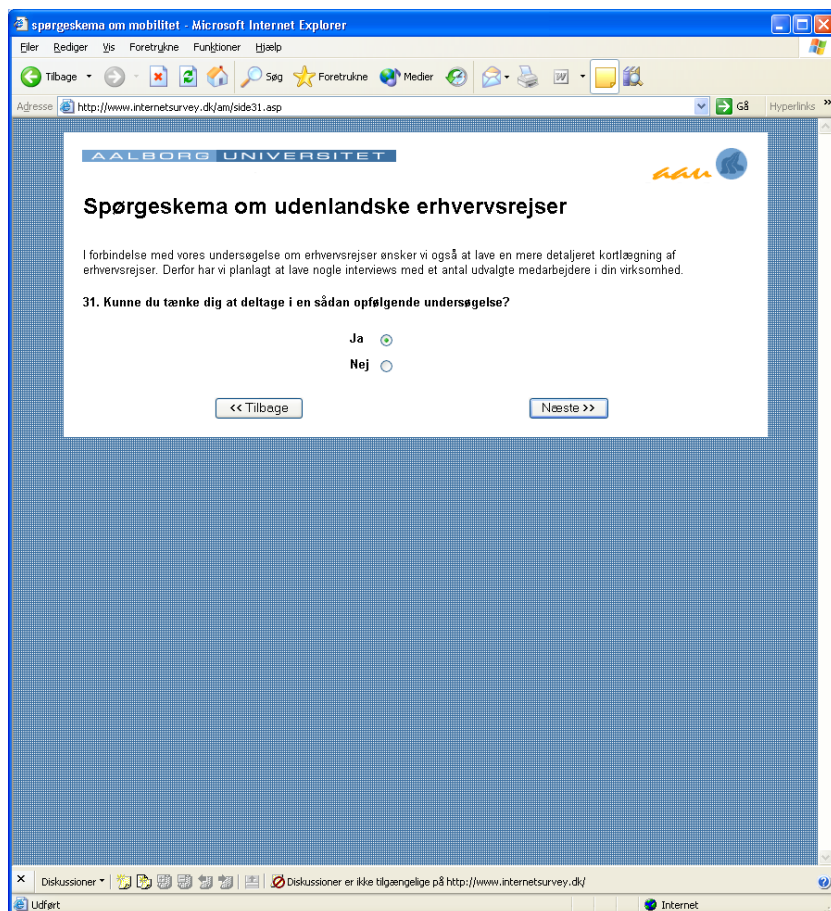 spørgeskema om mobilitet - Microsoft Internet Explorer
Filer Rediger Vis Foretrukne Funktioner Hjælp
Tilbage Søg Foretrukne Medier
Adresse http://www.internetsurvey.dk/am/side31.asp Gå Hyperlinks »
AALBORG UNIVERSITET
aau
Spørgeskema om udenlandske erhvervsrejser
I forbindelse med vores undersøgelse om erhvervsrejser ønsker vi også at lave en mere detaljeret kortlægning af
erhvervsrejser. Derfor har vi planlagt at lave nogle interviews med et antal udvalgte medarbejdere i din virksomhed.
31. Kunne du tænke dig at deltage i en sådan opfølgende undersøgelse?
Ja
Nej
<< Tilbage Næste >>
Diskussioner Diskussioner er ikke tilgængelige på http://www.internetsurvey.dk/
Udført Internet